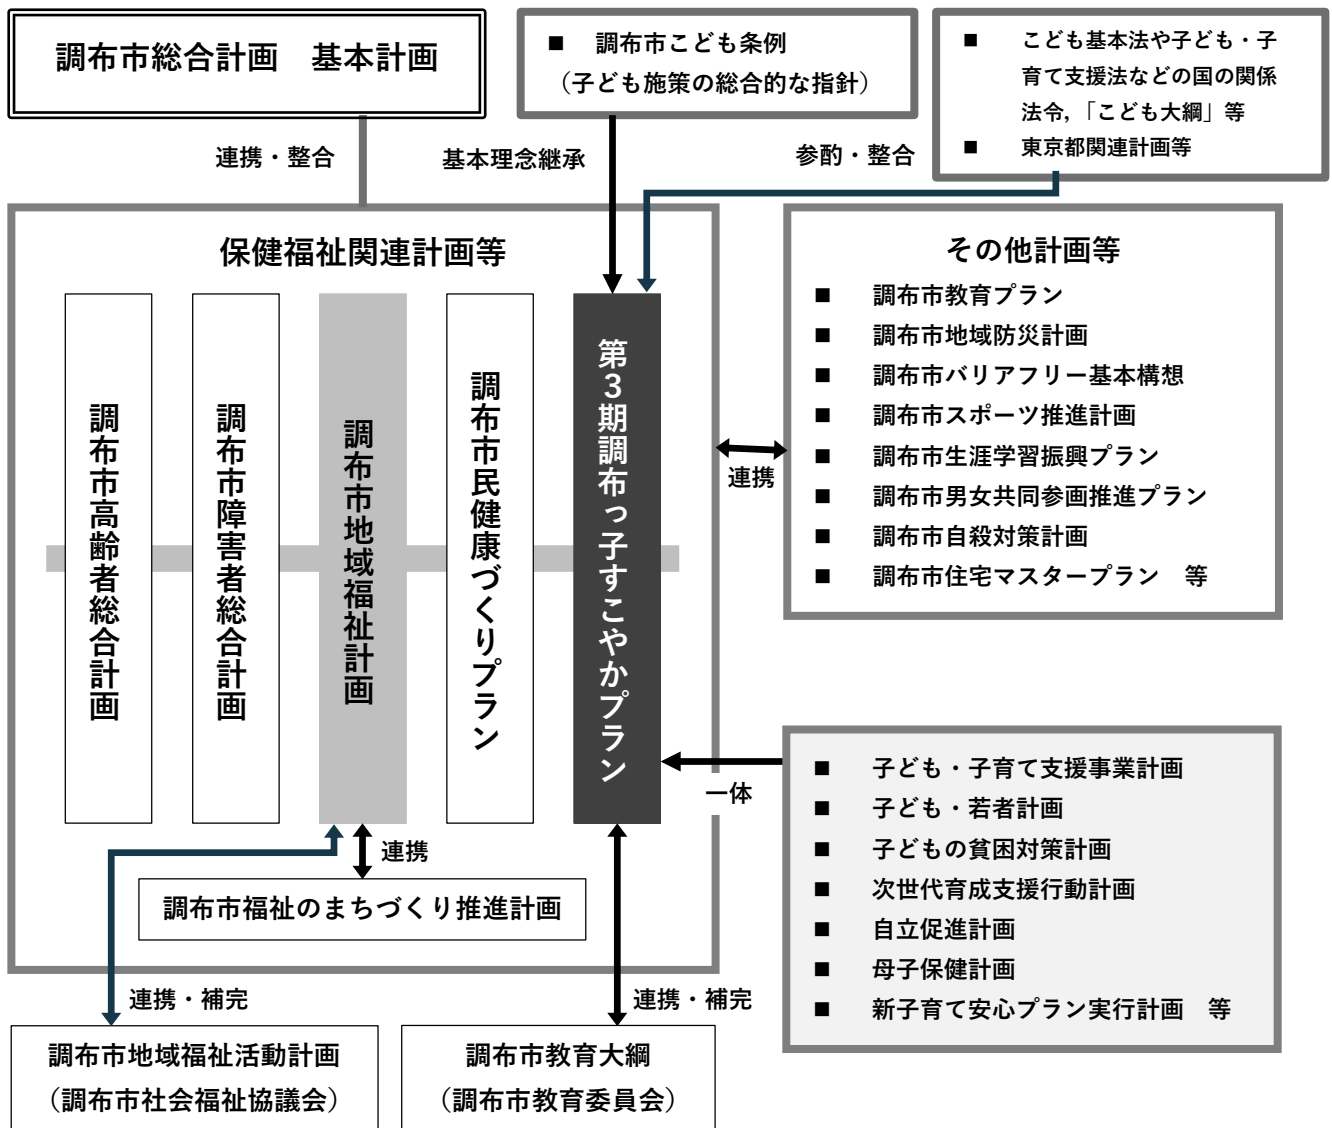 調布市総合計画　基本計画
■ 調布市こども条例
（子ども施策の総合的な指針）
■ こども基本法や子ども・子
育て支援法などの国の関係
法令，「こども大綱」等
■ 東京都関連計画等
連携・整合
基本理念継承
参酌・整合
保健福祉関連計画等
調布市高齢者総合計画
調布市障害者総合計画
調布市地域福祉計画
調布市民健康づくりプラン
第３期調布っ子すこやかプラン
連携
その他計画等
■ 調布市教育プラン
■ 調布市地域防災計画
■ 調布市バリアフリー基本構想
■ 調布市スポーツ推進計画
■ 調布市生涯学習振興プラン
■ 調布市男女共同参画推進プラン
■ 調布市自殺対策計画
■ 調布市住宅マスタープラン　等
一体
■ 子ども・子育て支援事業計画
■ 子ども・若者計画
■ 子どもの貧困対策計画
■ 次世代育成支援行動計画
■ 自立促進計画
■ 母子保健計画
■ 新子育て安心プラン実行計画　等
連携
調布市福祉のまちづくり推進計画
連携・補完
連携・補完
調布市地域福祉活動計画
（調布市社会福祉協議会）
調布市教育大綱
（調布市教育委員会）